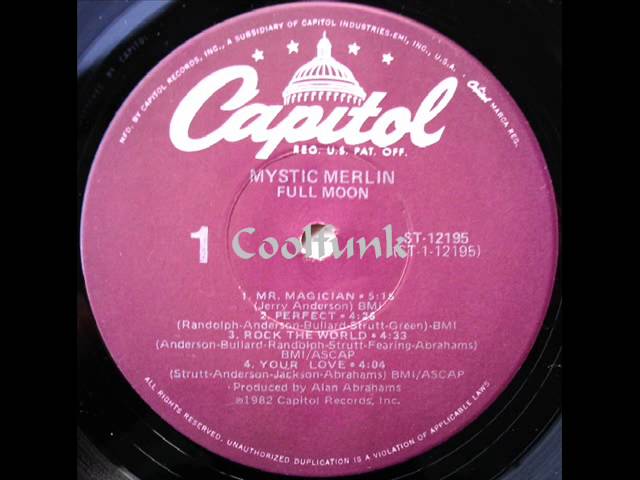 MFD. BY CAPITOL RECORDS, INC., A SUBSIDIARY OF CAPITOL INDUSTRIES-EMI, INC., U.S.A. • Capitol MARCA REG.
Capitol
REG. U.S. PAT. OFF.
MYSTIC MERLIN
FULL MOON
1
Coolfunk
ST-12195
(ST-1-12195)
1. MR. MAGICIAN • 5:15
(Jerry Anderson) BMI
2. PERFECT • 4:26
(Randolph-Anderson-Bullard-Strutt-Green)-BMI
3. ROCK THE WORLD • 4:33
(Anderson-Bullard-Randolph-Strutt-Fearing-Abrahams)
BMI/ASCAP
4. YOUR LOVE • 4:04
(Strutt-Anderson-Jackson-Abrahams) BMI/ASCAP
Produced by Alan Abrahams
℗1982 Capitol Records, Inc.
ALL RIGHTS RESERVED. UNAUTHORIZED DUPLICATION IS A VIOLATION OF APPLICABLE LAWS